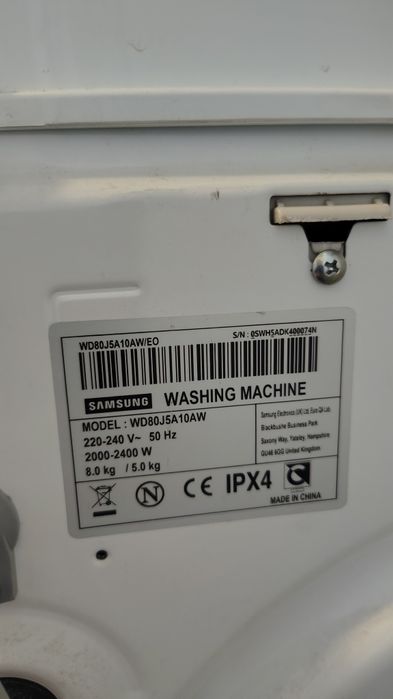 WD80J5A10AW/EO
S/N : 0SWH5ADK400074N
SAMSUNG WASHING MACHINE
MODEL : WD80J5A10AW
220-240 V~ 50 Hz
2000-2400 W
8.0 kg / 5.0 kg
Samsung Electronics (UK) Ltd, Euro QA Lab.
Blackbushe Business Park
Saxony Way, Yateley, Hampshire
GU46 6GG United Kingdom
N CE IPX4
MADE IN CHINA